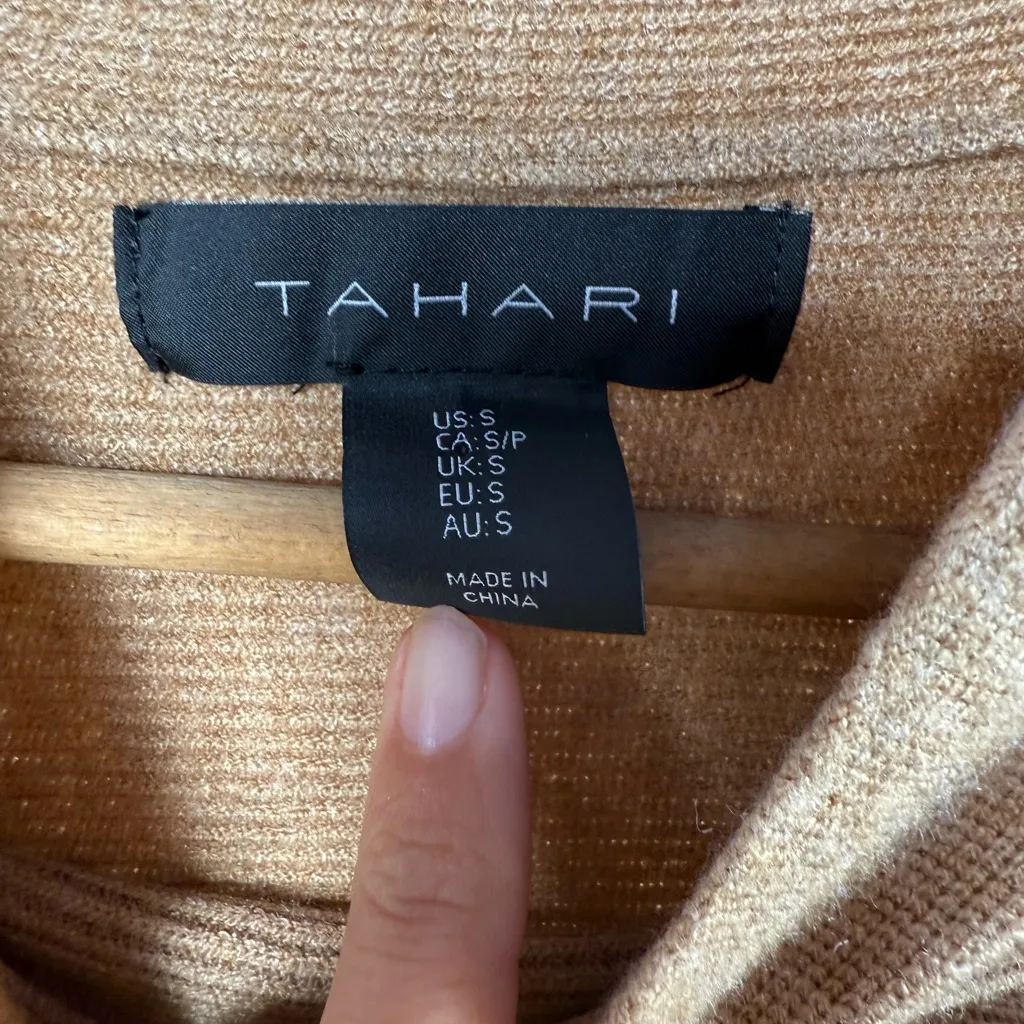 TAHARI
US: S
CA: S/P
UK: S
EU: S
AU: S
MADE IN
CHINA